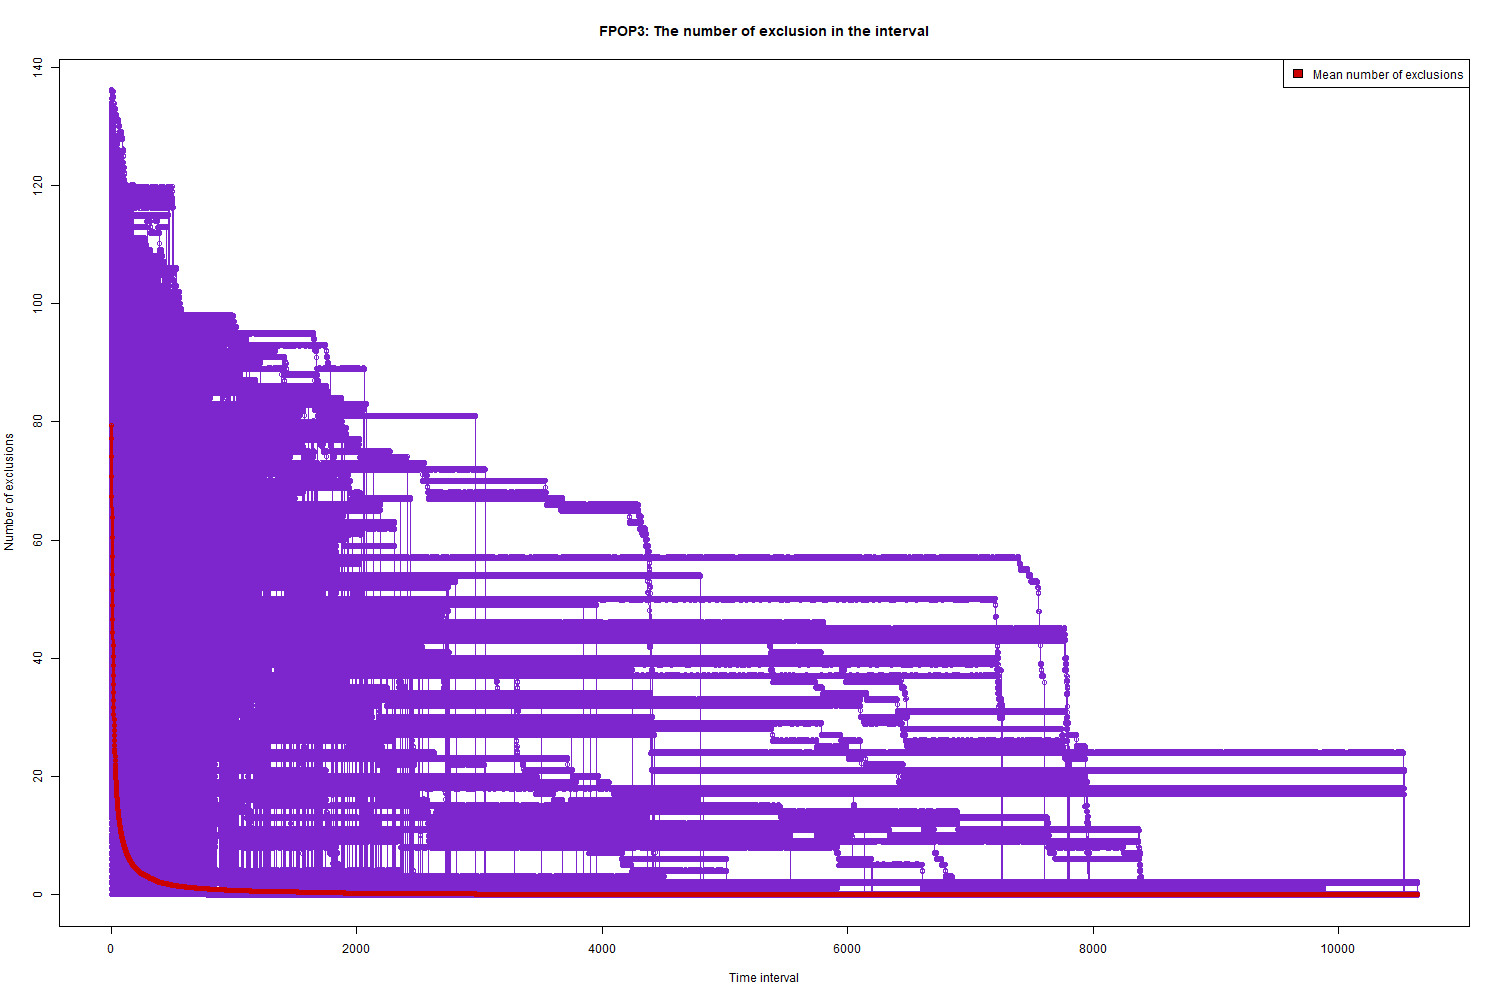 FPOP3: The number of exclusion in the interval
Mean number of exclusions
Number of exclusions
140
120
100
80
60
40
20
0
0 2000 4000 6000 8000 10000
Time interval